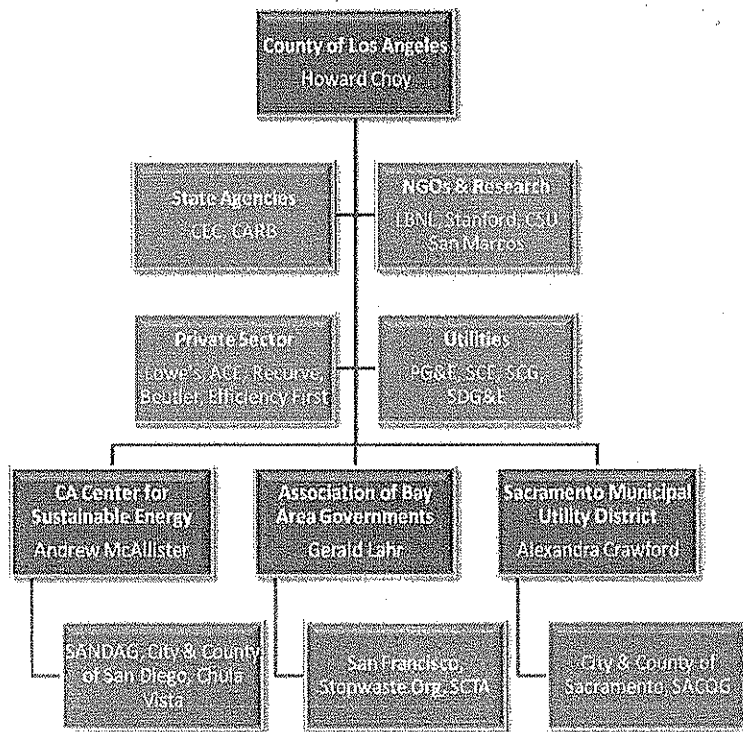 County of Los Angeles
Howard Choy
State Agencies
CEC, CARB
NGOs & Research
LBNL, Stanford, CSU
San Marcos
Private Sector
Lowe's, ACE, Recurve,
Beutler, Efficiency First
Utilities
PG&E, SCE, SCG,
SDG&E
CA Center for
Sustainable Energy
Andrew McAllister
Association of Bay
Area Governments
Gerald Lahr
Sacramento Municipal
Utility District
Alexandra Crawford
SANDAG, City & County
of San Diego, Chula
Vista
San Francisco,
Stopwaste.Org, SCTA
City & County of
Sacramento, SACOG